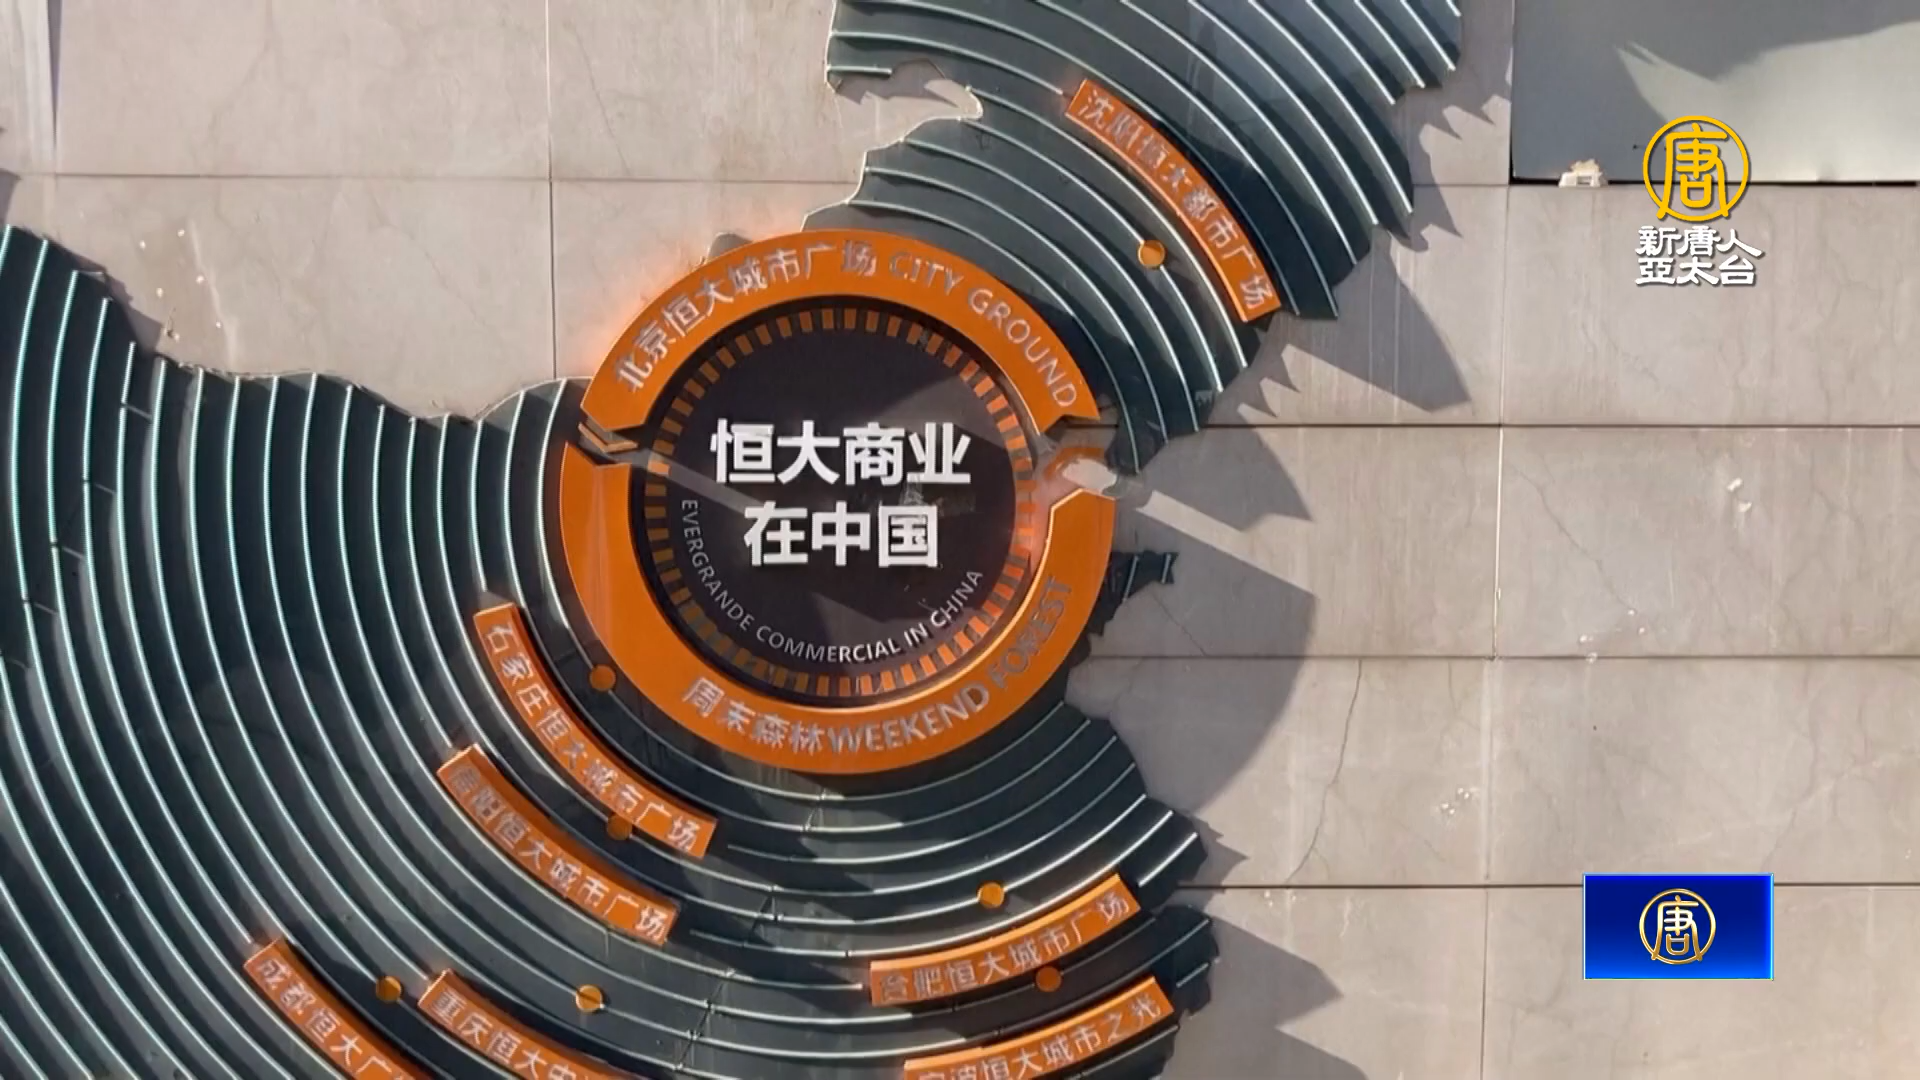 沈阳恒大都市广场
唐
新唐人
亞太台
北京恒大城市广场 CITY GROUND
恒大商业
在中国
EVERGRANDE COMMERCIAL IN CHINA
周末森林 WEEKEND FOREST
石家庄恒大城市广场
恒大城市广场
合肥恒大城市广场
唐
成都恒大广
重庆恒大中
宁波恒大城市之光